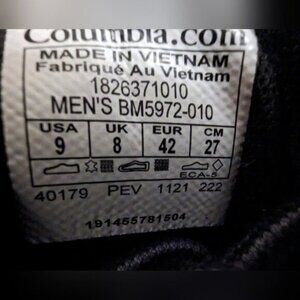 Columbia.com
MADE IN VIETNAM
Fabriqué Au Vietnam
1826371010
MEN'S BM5972-010
USA UK EUR CM
9 8 42 27
ECA-5
40179 PEV 1121 222
191455781504